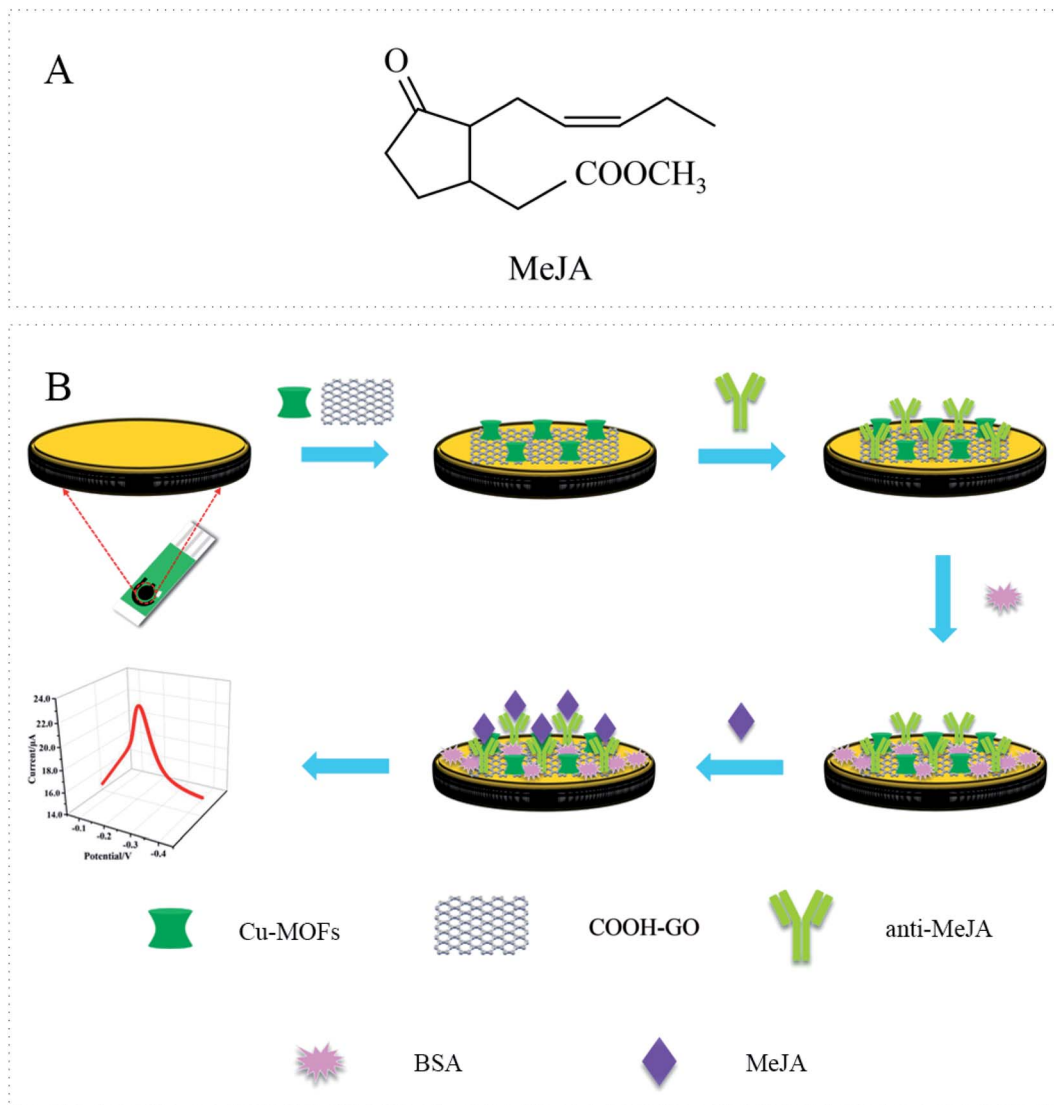 A
O
COOCH₃
MeJA
B
24.0
22.0
20.0
18.0
16.0
14.0
Current/μA
-0.1
-0.2
-0.3
-0.4
Potential/V
Cu-MOFs
COOH-GO
anti-MeJA
BSA
MeJA